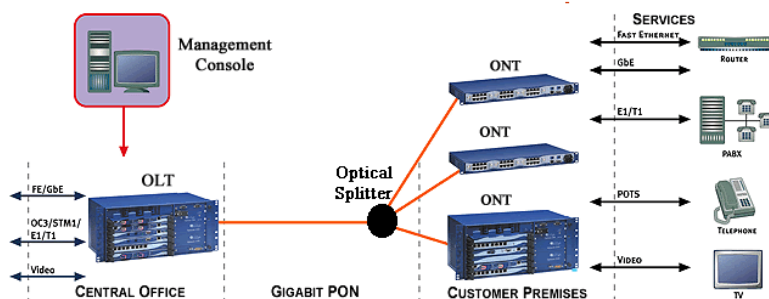 Management
Console
OLT
FE/GbE
OC3/STM1/
E1/T1
Video
CENTRAL OFFICE
GIGABIT PON
Optical
Splitter
ONT
ONT
ONT
CUSTOMER PREMISES
SERVICES
FAST ETHERNET
GbE
ROUTER
E1/T1
PABX
POTS
TELEPHONE
VIDEO
TV